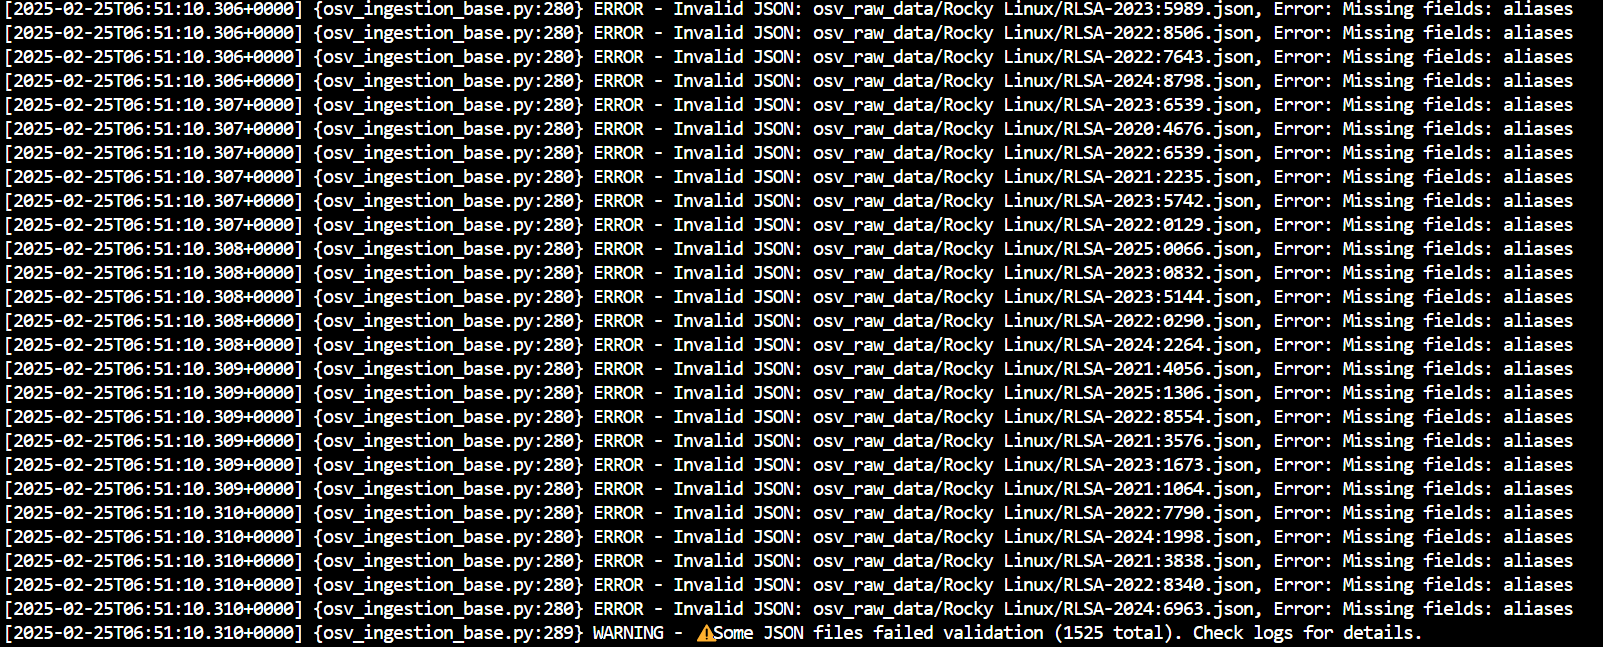 [2025-02-25T06:51:10.306+0000] {osv_ingestion_base.py:280} ERROR - Invalid JSON: osv_raw_data/Rocky Linux/RLSA-2023:5989.json, Error: Missing fields: aliases
[2025-02-25T06:51:10.306+0000] {osv_ingestion_base.py:280} ERROR - Invalid JSON: osv_raw_data/Rocky Linux/RLSA-2022:8506.json, Error: Missing fields: aliases
[2025-02-25T06:51:10.306+0000] {osv_ingestion_base.py:280} ERROR - Invalid JSON: osv_raw_data/Rocky Linux/RLSA-2022:7643.json, Error: Missing fields: aliases
[2025-02-25T06:51:10.306+0000] {osv_ingestion_base.py:280} ERROR - Invalid JSON: osv_raw_data/Rocky Linux/RLSA-2024:8798.json, Error: Missing fields: aliases
[2025-02-25T06:51:10.307+0000] {osv_ingestion_base.py:280} ERROR - Invalid JSON: osv_raw_data/Rocky Linux/RLSA-2023:6539.json, Error: Missing fields: aliases
[2025-02-25T06:51:10.307+0000] {osv_ingestion_base.py:280} ERROR - Invalid JSON: osv_raw_data/Rocky Linux/RLSA-2020:4676.json, Error: Missing fields: aliases
[2025-02-25T06:51:10.307+0000] {osv_ingestion_base.py:280} ERROR - Invalid JSON: osv_raw_data/Rocky Linux/RLSA-2022:6539.json, Error: Missing fields: aliases
[2025-02-25T06:51:10.307+0000] {osv_ingestion_base.py:280} ERROR - Invalid JSON: osv_raw_data/Rocky Linux/RLSA-2021:2235.json, Error: Missing fields: aliases
[2025-02-25T06:51:10.307+0000] {osv_ingestion_base.py:280} ERROR - Invalid JSON: osv_raw_data/Rocky Linux/RLSA-2023:5742.json, Error: Missing fields: aliases
[2025-02-25T06:51:10.307+0000] {osv_ingestion_base.py:280} ERROR - Invalid JSON: osv_raw_data/Rocky Linux/RLSA-2022:0129.json, Error: Missing fields: aliases
[2025-02-25T06:51:10.308+0000] {osv_ingestion_base.py:280} ERROR - Invalid JSON: osv_raw_data/Rocky Linux/RLSA-2025:0066.json, Error: Missing fields: aliases
[2025-02-25T06:51:10.308+0000] {osv_ingestion_base.py:280} ERROR - Invalid JSON: osv_raw_data/Rocky Linux/RLSA-2023:0832.json, Error: Missing fields: aliases
[2025-02-25T06:51:10.308+0000] {osv_ingestion_base.py:280} ERROR - Invalid JSON: osv_raw_data/Rocky Linux/RLSA-2023:5144.json, Error: Missing fields: aliases
[2025-02-25T06:51:10.308+0000] {osv_ingestion_base.py:280} ERROR - Invalid JSON: osv_raw_data/Rocky Linux/RLSA-2022:0290.json, Error: Missing fields: aliases
[2025-02-25T06:51:10.308+0000] {osv_ingestion_base.py:280} ERROR - Invalid JSON: osv_raw_data/Rocky Linux/RLSA-2024:2264.json, Error: Missing fields: aliases
[2025-02-25T06:51:10.309+0000] {osv_ingestion_base.py:280} ERROR - Invalid JSON: osv_raw_data/Rocky Linux/RLSA-2021:4056.json, Error: Missing fields: aliases
[2025-02-25T06:51:10.309+0000] {osv_ingestion_base.py:280} ERROR - Invalid JSON: osv_raw_data/Rocky Linux/RLSA-2025:1306.json, Error: Missing fields: aliases
[2025-02-25T06:51:10.309+0000] {osv_ingestion_base.py:280} ERROR - Invalid JSON: osv_raw_data/Rocky Linux/RLSA-2022:8554.json, Error: Missing fields: aliases
[2025-02-25T06:51:10.309+0000] {osv_ingestion_base.py:280} ERROR - Invalid JSON: osv_raw_data/Rocky Linux/RLSA-2021:3576.json, Error: Missing fields: aliases
[2025-02-25T06:51:10.309+0000] {osv_ingestion_base.py:280} ERROR - Invalid JSON: osv_raw_data/Rocky Linux/RLSA-2023:1673.json, Error: Missing fields: aliases
[2025-02-25T06:51:10.309+0000] {osv_ingestion_base.py:280} ERROR - Invalid JSON: osv_raw_data/Rocky Linux/RLSA-2021:1064.json, Error: Missing fields: aliases
[2025-02-25T06:51:10.310+0000] {osv_ingestion_base.py:280} ERROR - Invalid JSON: osv_raw_data/Rocky Linux/RLSA-2022:7790.json, Error: Missing fields: aliases
[2025-02-25T06:51:10.310+0000] {osv_ingestion_base.py:280} ERROR - Invalid JSON: osv_raw_data/Rocky Linux/RLSA-2024:1998.json, Error: Missing fields: aliases
[2025-02-25T06:51:10.310+0000] {osv_ingestion_base.py:280} ERROR - Invalid JSON: osv_raw_data/Rocky Linux/RLSA-2021:3838.json, Error: Missing fields: aliases
[2025-02-25T06:51:10.310+0000] {osv_ingestion_base.py:280} ERROR - Invalid JSON: osv_raw_data/Rocky Linux/RLSA-2022:8340.json, Error: Missing fields: aliases
[2025-02-25T06:51:10.310+0000] {osv_ingestion_base.py:280} ERROR - Invalid JSON: osv_raw_data/Rocky Linux/RLSA-2024:6963.json, Error: Missing fields: aliases
[2025-02-25T06:51:10.310+0000] {osv_ingestion_base.py:289} WARNING - ⚠️Some JSON files failed validation (1525 total). Check logs for details.